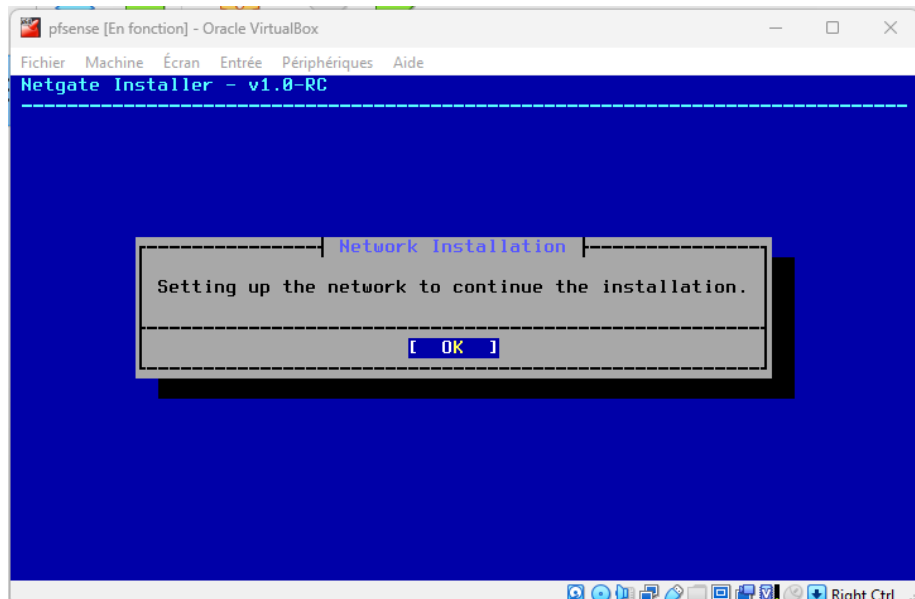 pfsense [En fonction] - Oracle VirtualBox
Fichier Machine Écran Entrée Périphériques Aide
Netgate Installer - v1.0-RC
Network Installation
Setting up the network to continue the installation.
[ OK ]
Right Ctrl